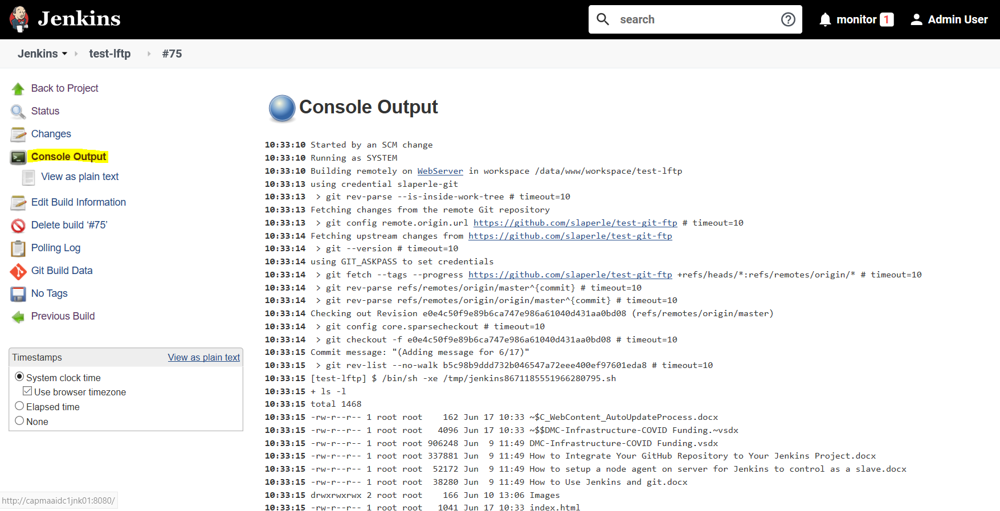 Jenkins
search
monitor 1
Admin User
Jenkins
test-lftp
#75
Back to Project
Status
Changes
Console Output
View as plain text
Edit Build Information
Delete build ‘#75’
Polling Log
Git Build Data
No Tags
Previous Build
Timestamps
View as plain text
System clock time
Use browser timezone
Elapsed time
None
http://capmaaidc1jnk01:8080/
Console Output
10:33:10 Started by an SCM change
10:33:10 Running as SYSTEM
10:33:10 Building remotely on WebServer in workspace /data/www/workspace/test-lftp
10:33:13 using credential slaperle-git
10:33:13  > git rev-parse --is-inside-work-tree # timeout=10
10:33:13 Fetching changes from the remote Git repository
10:33:13  > git config remote.origin.url https://github.com/slaperle/test-git-ftp # timeout=10
10:33:14 Fetching upstream changes from https://github.com/slaperle/test-git-ftp
10:33:14  > git --version # timeout=10
10:33:14 using GIT_ASKPASS to set credentials
10:33:14  > git fetch --tags --progress https://github.com/slaperle/test-git-ftp +refs/heads/*:refs/remotes/origin/* # timeout=10
10:33:14  > git rev-parse refs/remotes/origin/master^{commit} # timeout=10
10:33:14  > git rev-parse refs/remotes/origin/origin/master^{commit} # timeout=10
10:33:14 Checking out Revision e0e4c50f9e89b6ca747e986a61040d431aa0bd08 (refs/remotes/origin/master)
10:33:14  > git config core.sparsecheckout # timeout=10
10:33:14  > git checkout -f e0e4c50f9e89b6ca747e986a61040d431aa0bd08 # timeout=10
10:33:15 Commit message: "(Adding message for 6/17)"
10:33:15  > git rev-list --no-walk b5c98b9ddd732b046547a72eee400ef97601eda8 # timeout=10
10:33:15 [test-lftp] $ /bin/sh -xe /tmp/jenkins8671185551966280795.sh
10:33:15 + ls -l
10:33:15 total 1468
10:33:15 -rw-r--r-- 1 root root    162 Jun 17 10:33 ~$C_WebContent_AutoUpdateProcess.docx
10:33:15 -rw-r--r-- 1 root root   4096 Jun 17 10:33 ~$$DMC-Infrastructure-COVID Funding.~vsdx
10:33:15 -rw-r--r-- 1 root root 906248 Jun  9 11:49 DMC-Infrastructure-COVID Funding.vsdx
10:33:15 -rw-r--r-- 1 root root 337881 Jun  9 11:49 How to Integrate Your GitHub Repository to Your Jenkins Project.docx
10:33:15 -rw-r--r-- 1 root root  52172 Jun  9 11:49 How to setup a node agent on server for Jenkins to control as a slave.docx
10:33:15 -rw-r--r-- 1 root root  38280 Jun  9 11:49 How to Use Jenkins and git.docx
10:33:15 drwxrwxrwx 2 root root    166 Jun 10 13:06 Images
10:33:15 -rw-r--r-- 1 root root   1041 Jun 17 10:33 index.html